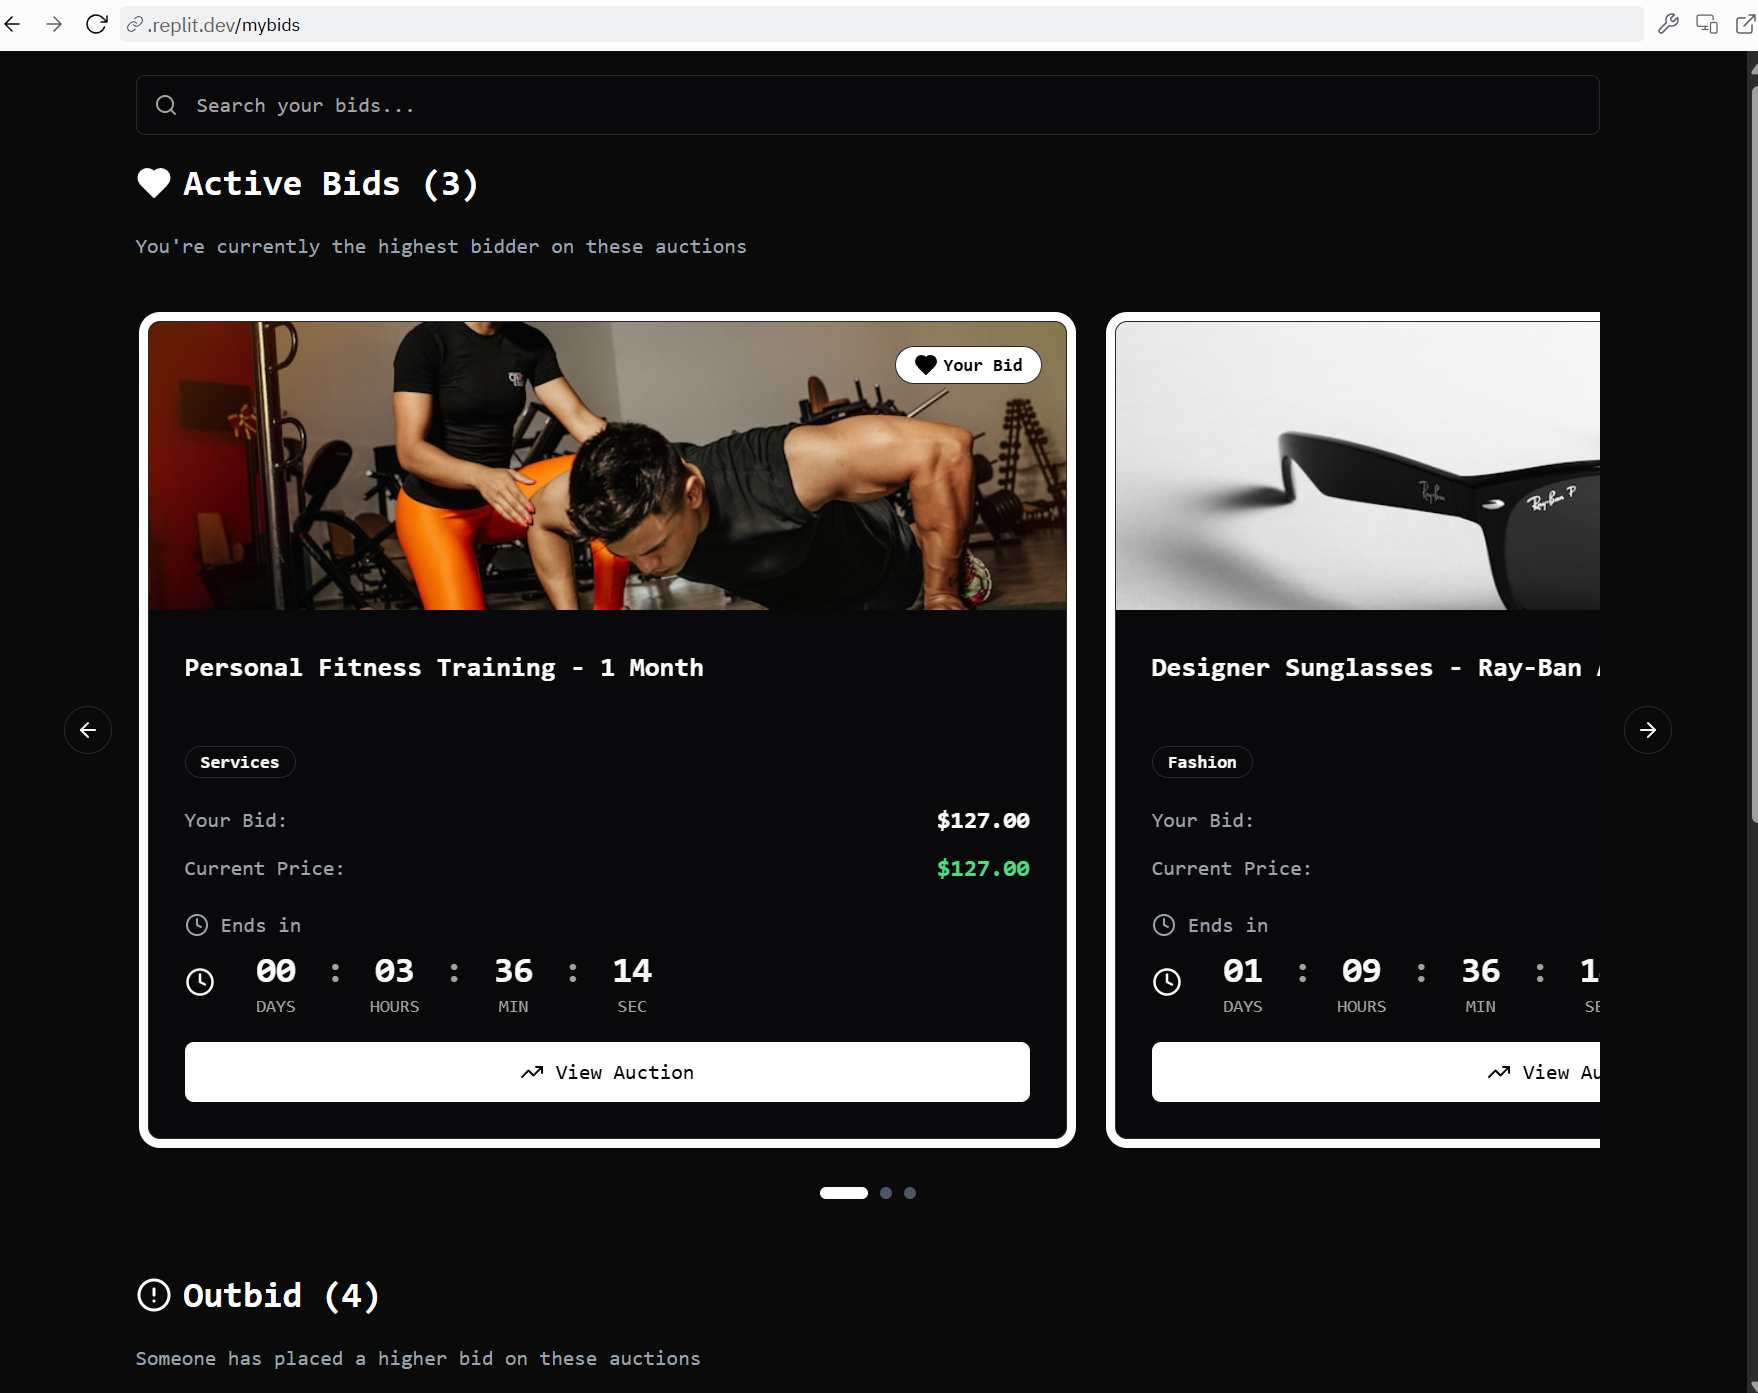 .replit.dev/mybids
Search your bids...
Active Bids (3)
You're currently the highest bidder on these auctions
Your Bid
Ray-Ban
Ray-Ban P
Personal Fitness Training - 1 Month
Services
Your Bid: $127.00
Current Price: $127.00
Ends in
00 : 03 : 36 : 14
DAYS HOURS MIN SEC
View Auction
Designer Sunglasses - Ray-Ban
Fashion
Your Bid:
Current Price:
Ends in
01 : 09 : 36 : 1
DAYS HOURS MIN SE
View Au
Outbid (4)
Someone has placed a higher bid on these auctions